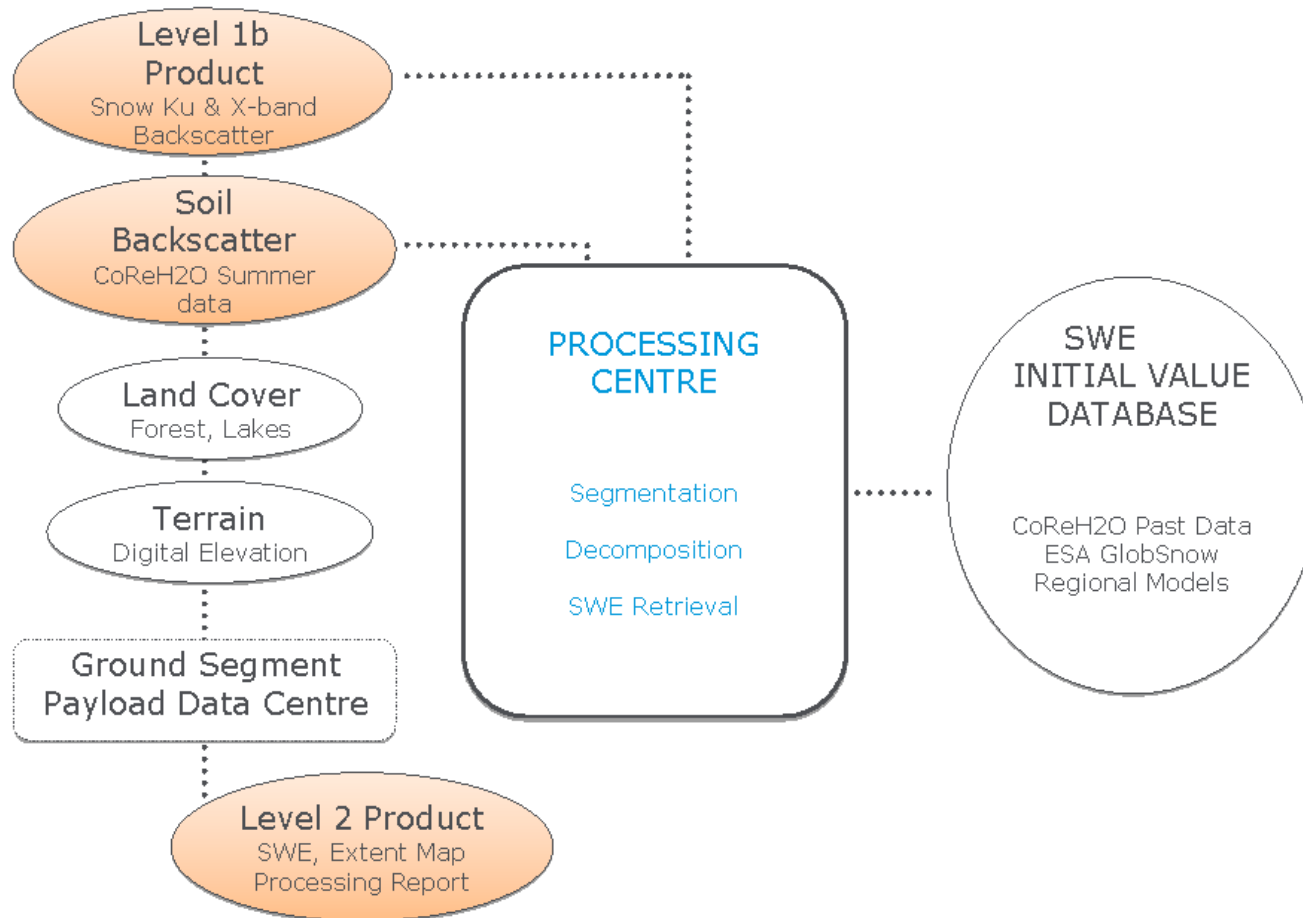 Level 1b
Product
Snow Ku & X-band
Backscatter
Soil
Backscatter
CoReH2O Summer
data
Land Cover
Forest, Lakes
Terrain
Digital Elevation
Ground Segment
Payload Data Centre
Level 2 Product
SWE, Extent Map
Processing Report
PROCESSING
CENTRE
Segmentation
Decomposition
SWE Retrieval
SWE
INITIAL VALUE
DATABASE
CoReH2O Past Data
ESA GlobSnow
Regional Models